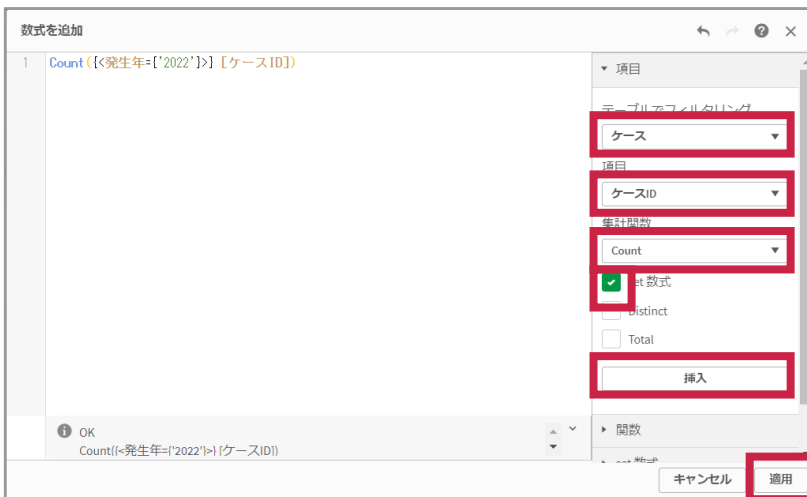 数式を追加
1 Count({<発生年={'2022'}>} [ケースID])
▼ 項目
テーブルでフィルタリング
ケース
項目
ケースID
集計関数
Count
et 数式
Distinct
Total
挿入
OK
Count({<発生年={'2022'}>} [ケースID])
関数
set 数式
キャンセル
適用